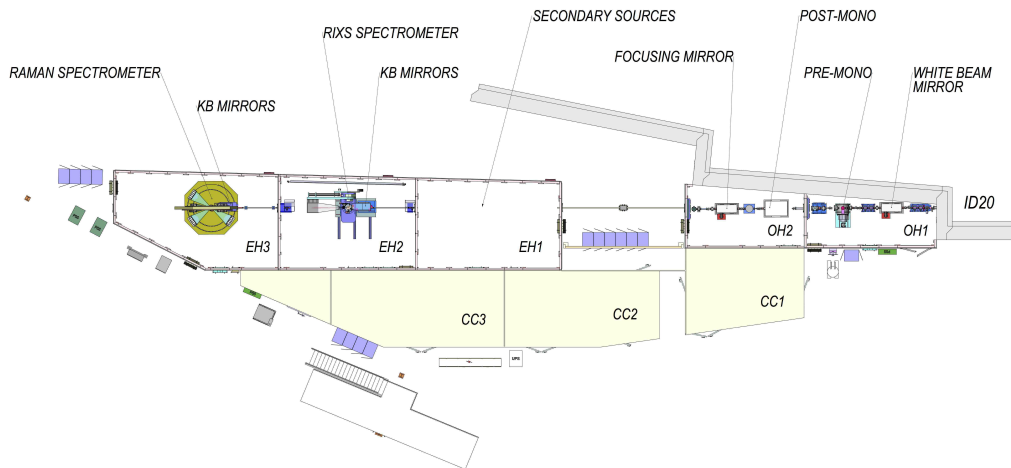 SECONDARY SOURCES
POST-MONO
RIXS SPECTROMETER
FOCUSING MIRROR
RAMAN SPECTROMETER
KB MIRRORS
PRE-MONO
WHITE BEAM
MIRROR
KB MIRRORS
ID20
EH3
EH2
EH1
OH2
OH1
CC3
CC2
CC1
UPS